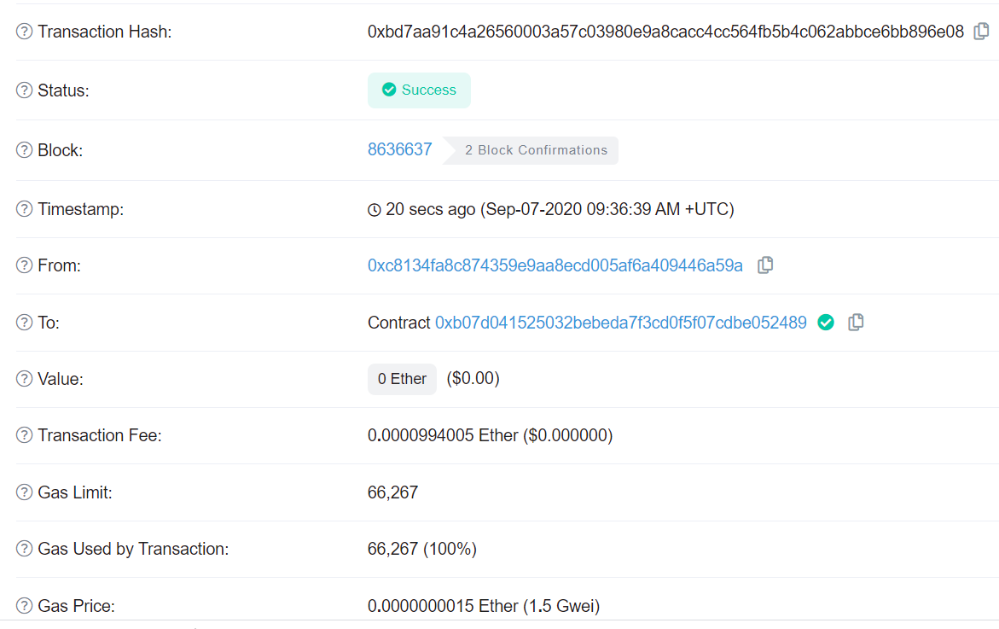 Transaction Hash: 0xbd7aa91c4a26560003a57c03980e9a8cacc4cc564fb5b4c062abbce6bb896e08
Status: Success
Block: 8636637 2 Block Confirmations
Timestamp: 20 secs ago (Sep-07-2020 09:36:39 AM +UTC)
From: 0xc8134fa8c874359e9aa8ecd005af6a409446a59a
To: Contract 0xb07d041525032bebeda7f3cd0f5f07cdbe052489
Value: 0 Ether ($0.00)
Transaction Fee: 0.0000994005 Ether ($0.000000)
Gas Limit: 66,267
Gas Used by Transaction: 66,267 (100%)
Gas Price: 0.0000000015 Ether (1.5 Gwei)